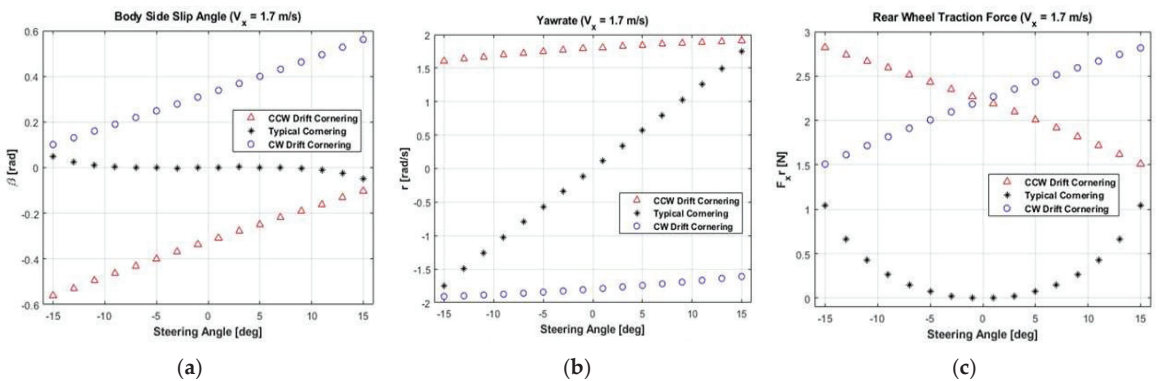 Body Side Slip Angle (Vx = 1.7 m/s)
0.6
0.4
0.2
0
-0.2
-0.4
-0.6
β [rad]
CCW Drift Cornering
Typical Cornering
CW Drift Cornering
-15 -10 -5 0 5 10 15
Steering Angle [deg]
(a)
Yawrate (Vx = 1.7 m/s)
2
1.5
1
0.5
0
-0.5
-1
-1.5
-2
r [rad/s]
CCW Drift Cornering
Typical Cornering
CW Drift Cornering
-15 -10 -5 0 5 10 15
Steering Angle [deg]
(b)
Rear Wheel Traction Force (Vx = 1.7 m/s)
3
2.5
2
1.5
1
0.5
0
F_x r [N]
CCW Drift Cornering
Typical Cornering
CW Drift Cornering
-15 -10 -5 0 5 10 15
Steering Angle [deg]
(c)